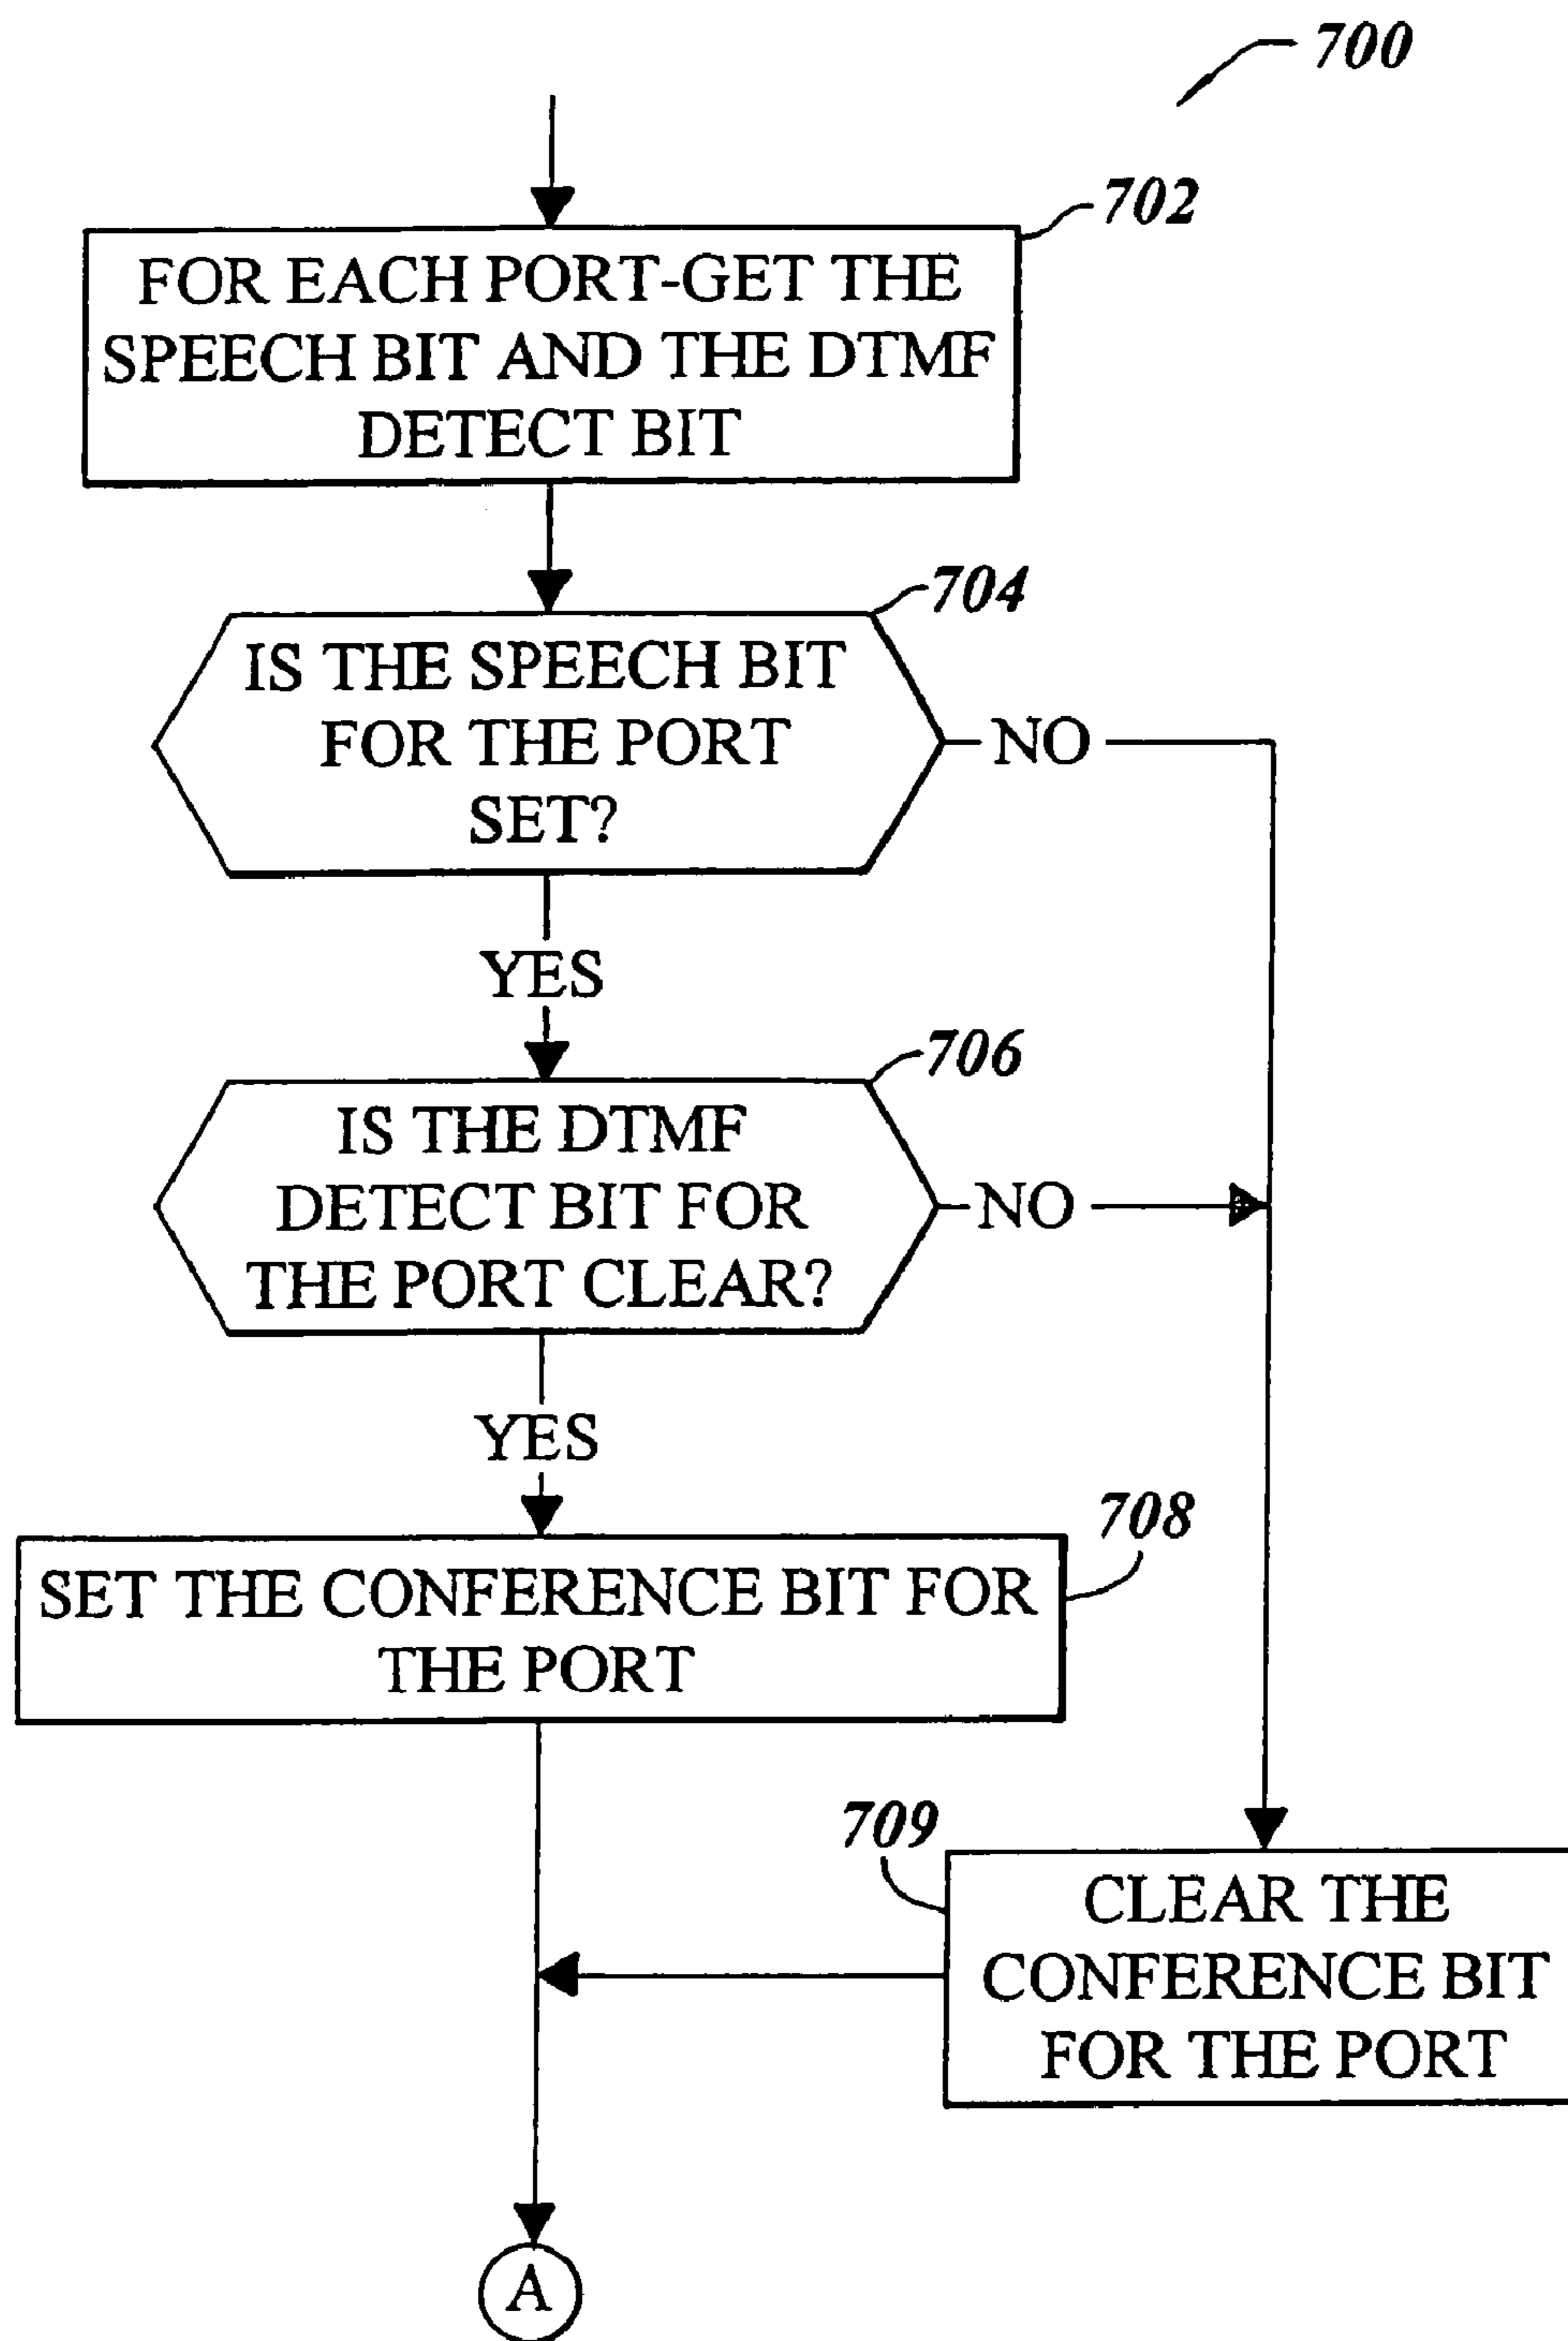 700
702
FOR EACH PORT-GET THE
SPEECH BIT AND THE DTMF
DETECT BIT
704
IS THE SPEECH BIT
FOR THE PORT
SET?
NO
YES
706
IS THE DTMF
DETECT BIT FOR
THE PORT CLEAR?
NO
YES
708
SET THE CONFERENCE BIT FOR
THE PORT
709
CLEAR THE
CONFERENCE BIT
FOR THE PORT
A